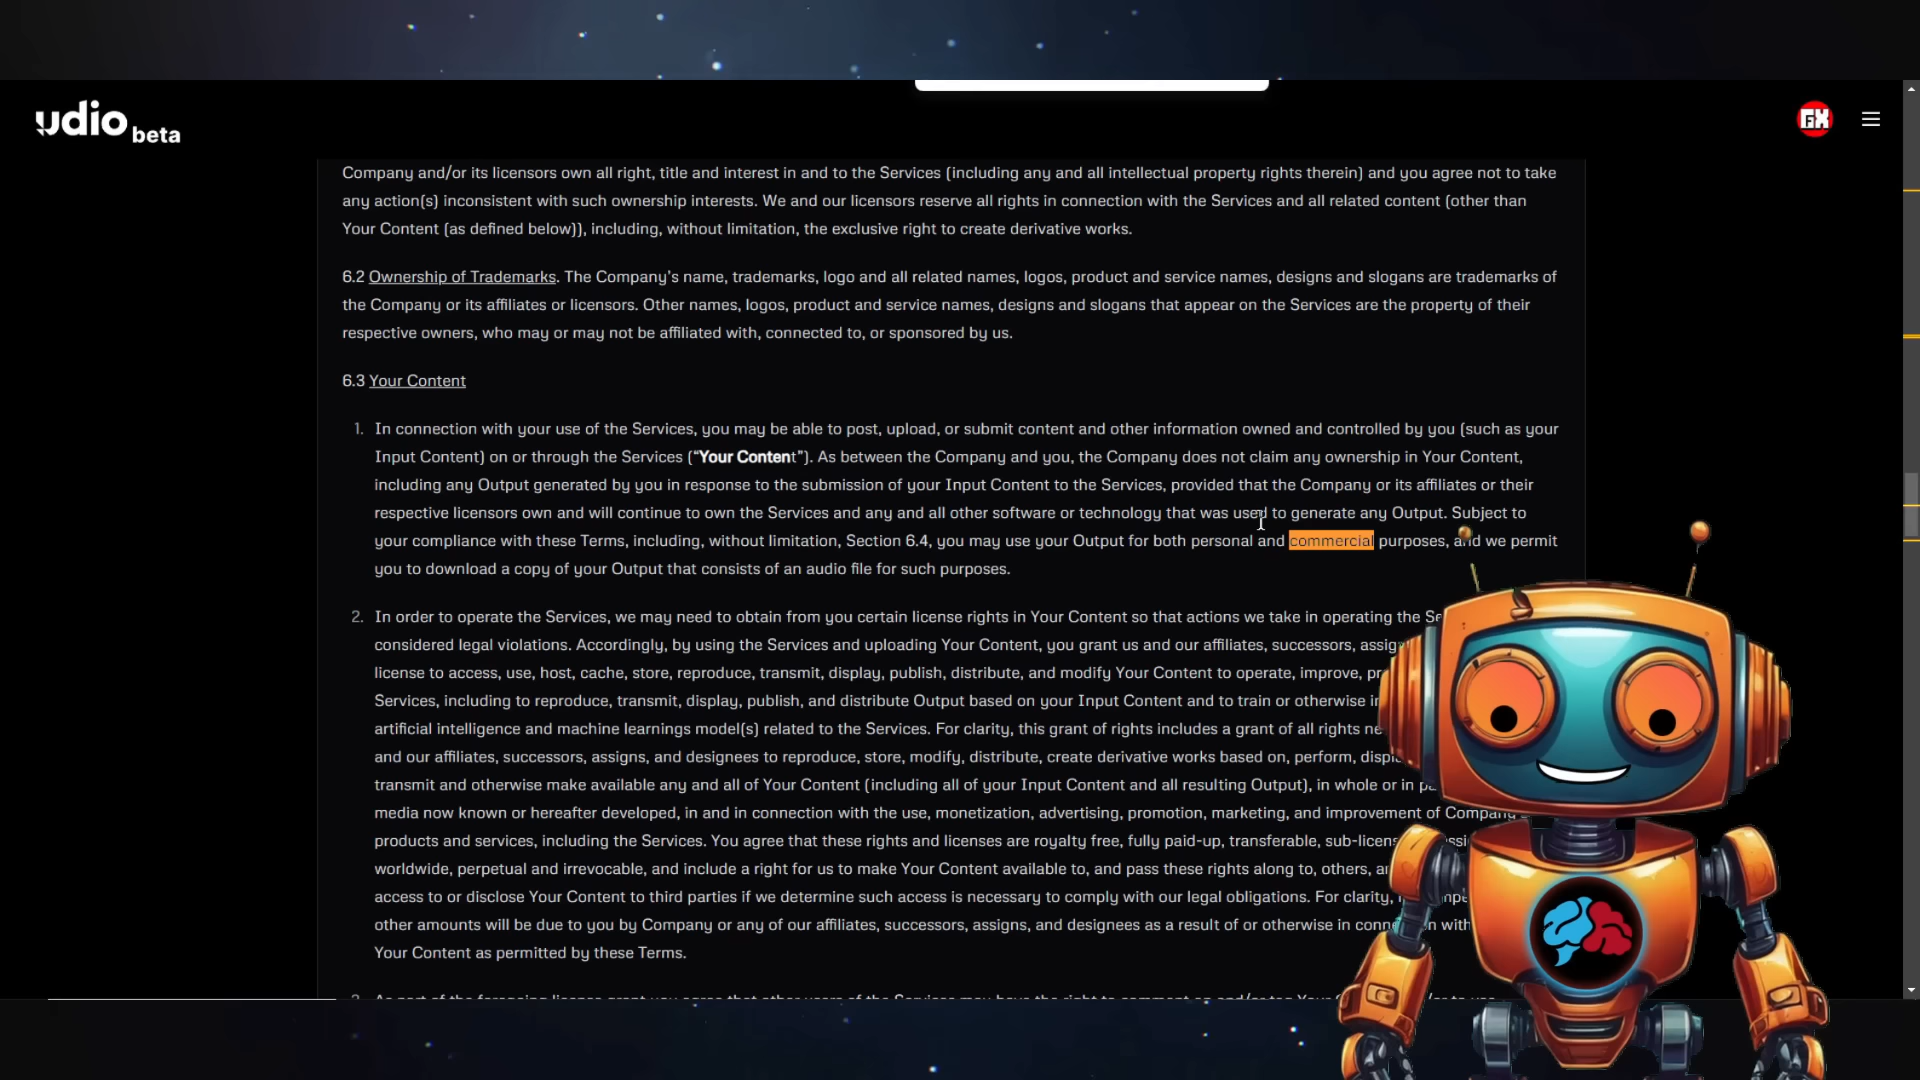 udio beta
FX
Company and/or its licensors own all right, title and interest in and to the Services (including any and all intellectual property rights therein) and you agree not to take
any action(s) inconsistent with such ownership interests. We and our licensors reserve all rights in connection with the Services and all related content (other than
Your Content (as defined below)), including, without limitation, the exclusive right to create derivative works.
6.2 Ownership of Trademarks. The Company's name, trademarks, logo and all related names, logos, product and service names, designs and slogans are trademarks of
the Company or its affiliates or licensors. Other names, logos, product and service names, designs and slogans that appear on the Services are the property of their
respective owners, who may or may not be affiliated with, connected to, or sponsored by us.
6.3 Your Content
1. In connection with your use of the Services, you may be able to post, upload, or submit content and other information owned and controlled by you (such as your
Input Content) on or through the Services (“Your Content”). As between the Company and you, the Company does not claim any ownership in Your Content,
including any Output generated by you in response to the submission of your Input Content to the Services, provided that the Company or its affiliates or their
respective licensors own and will continue to own the Services and any and all other software or technology that was used to generate any Output. Subject to
your compliance with these Terms, including, without limitation, Section 6.4, you may use your Output for both personal and commercial purposes, and we permit
you to download a copy of your Output that consists of an audio file for such purposes.
2. In order to operate the Services, we may need to obtain from you certain license rights in Your Content so that actions we take in operating the
considered legal violations. Accordingly, by using the Services and uploading Your Content, you grant us and our affiliates, successors,
license to access, use, host, cache, store, reproduce, transmit, display, publish, distribute, and modify Your Content to operate, improve,
Services, including to reproduce, transmit, display, publish, and distribute Output based on your Input Content and to train or otherwise
artificial intelligence and machine learnings model(s) related to the Services. For clarity, this grant of rights includes a grant of all rights
and our affiliates, successors, assigns, and designees to reproduce, store, modify, distribute, create derivative works based on, perform,
transmit and otherwise make available any and all of Your Content (including all of your Input Content and all resulting Output), in whole or in
media now known or hereafter developed, in and in connection with the use, monetization, advertising, promotion, marketing, and improvement of
products and services, including the Services. You agree that these rights and licenses are royalty free, fully paid-up, transferable,
worldwide, perpetual and irrevocable, and include a right for us to make Your Content available to, and pass these rights along to, others,
access to or disclose Your Content to third parties if we determine such access is necessary to comply with our legal obligations. For clarity,
other amounts will be due to you by Company or any of our affiliates, successors, assigns, and designees as a result of or otherwise in
Your Content as permitted by these Terms.